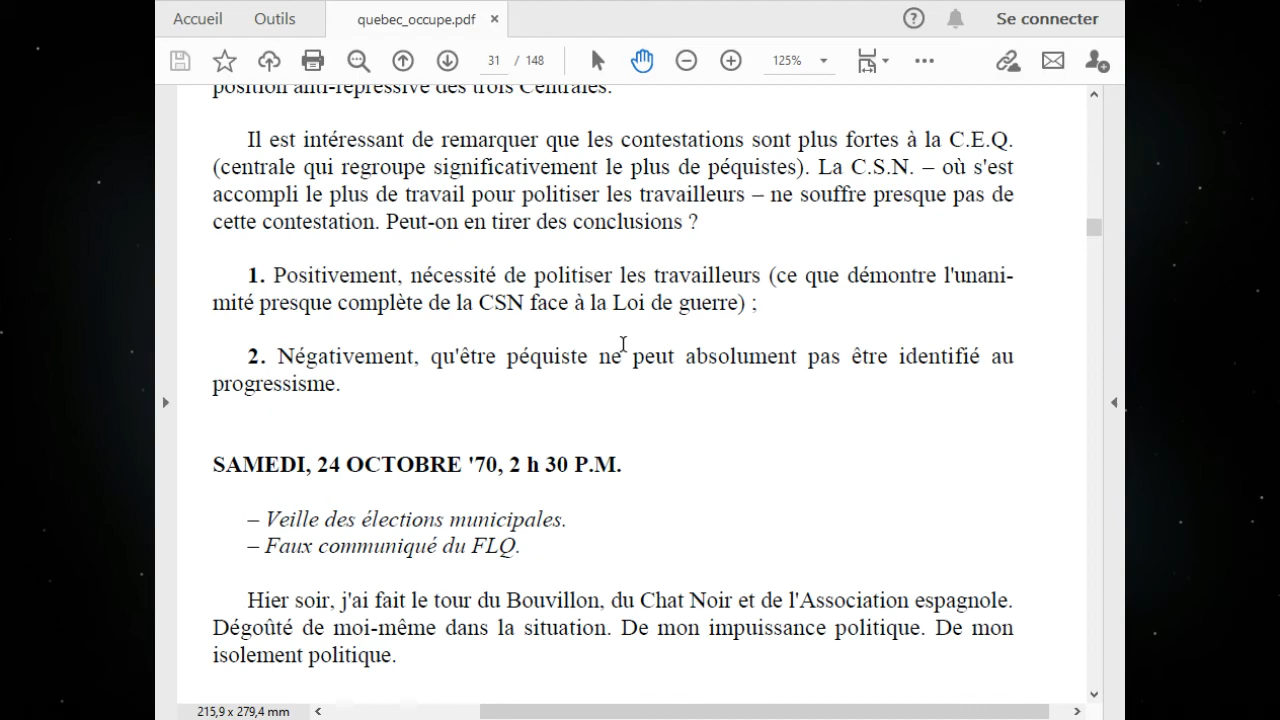 Accueil Outils quebec_occupe.pdf × ? Se connecter
31 / 148 125%
position anti-répressive des trois Centrales.
Il est intéressant de remarquer que les contestations sont plus fortes à la C.E.Q.
(centrale qui regroupe significativement le plus de péquistes). La C.S.N. – où s'est
accompli le plus de travail pour politiser les travailleurs – ne souffre presque pas de
cette contestation. Peut-on en tirer des conclusions ?
1. Positivement, nécessité de politiser les travailleurs (ce que démontre l'unani-
mité presque complète de la CSN face à la Loi de guerre) ;
2. Négativement, qu'être péquiste ne peut absolument pas être identifié au
progressisme.
SAMEDI, 24 OCTOBRE '70, 2 h 30 P.M.
– Veille des élections municipales.
– Faux communiqué du FLQ.
Hier soir, j'ai fait le tour du Bouvillon, du Chat Noir et de l'Association espagnole.
Dégoûté de moi-même dans la situation. De mon impuissance politique. De mon
isolement politique.
215,9 x 279,4 mm